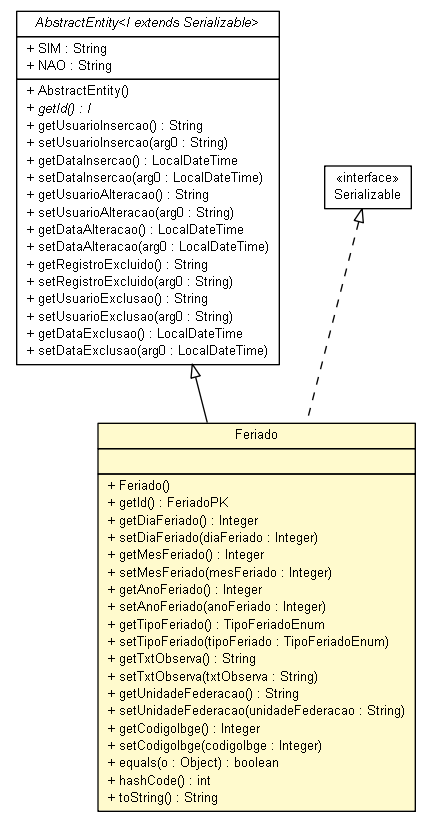 AbstractEntity<I extends Serializable>
+ SIM : String
+ NAO : String
+ AbstractEntity()
+ getId() : I
+ getUsuarioInsercao() : String
+ setUsuarioInsercao(arg0 : String)
+ getDataInsercao() : LocalDateTime
+ setDataInsercao(arg0 : LocalDateTime)
+ getUsuarioAlteracao() : String
+ setUsuarioAlteracao(arg0 : String)
+ getDataAlteracao() : LocalDateTime
+ setDataAlteracao(arg0 : LocalDateTime)
+ getRegistroExcluido() : String
+ setRegistroExcluido(arg0 : String)
+ getUsuarioExclusao() : String
+ setUsuarioExclusao(arg0 : String)
+ getDataExclusao() : LocalDateTime
+ setDataExclusao(arg0 : LocalDateTime)
«interface»
Serializable
Feriado
+ Feriado()
+ getId() : FeriadoPK
+ getDiaFeriado() : Integer
+ setDiaFeriado(diaFeriado : Integer)
+ getMesFeriado() : Integer
+ setMesFeriado(mesFeriado : Integer)
+ getAnoFeriado() : Integer
+ setAnoFeriado(anoFeriado : Integer)
+ getTipoFeriado() : TipoFeriadoEnum
+ setTipoFeriado(tipoFeriado : TipoFeriadoEnum)
+ getTxtObserva() : String
+ setTxtObserva(txtObserva : String)
+ getUnidadeFederacao() : String
+ setUnidadeFederacao(unidadeFederacao : String)
+ getCodigoIbge() : Integer
+ setCodigoIbge(codigoIbge : Integer)
+ equals(o : Object) : boolean
+ hashCode() : int
+ toString() : String